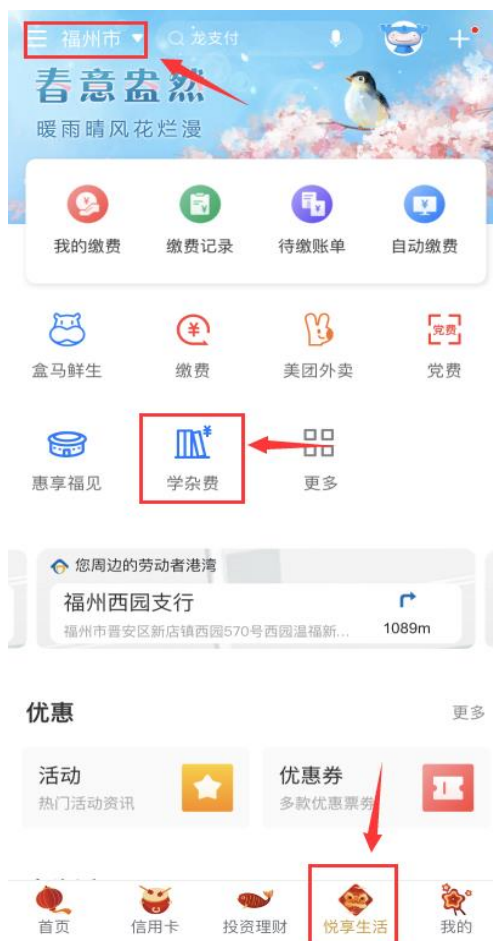 福州市 龙支付
春意盎然
暖雨晴风花烂漫
我的缴费 缴费记录 待缴账单 自动缴费
盒马鲜生 缴费 美团外卖 党费
惠享福见 学杂费 更多
您周边的劳动者港湾
福州西园支行
福州市晋安区新店镇西园570号西园温福新... 1089m
优惠 更多
活动 优惠券
热门活动资讯 多款优惠票券
首页 信用卡 投资理财 悦享生活 我的